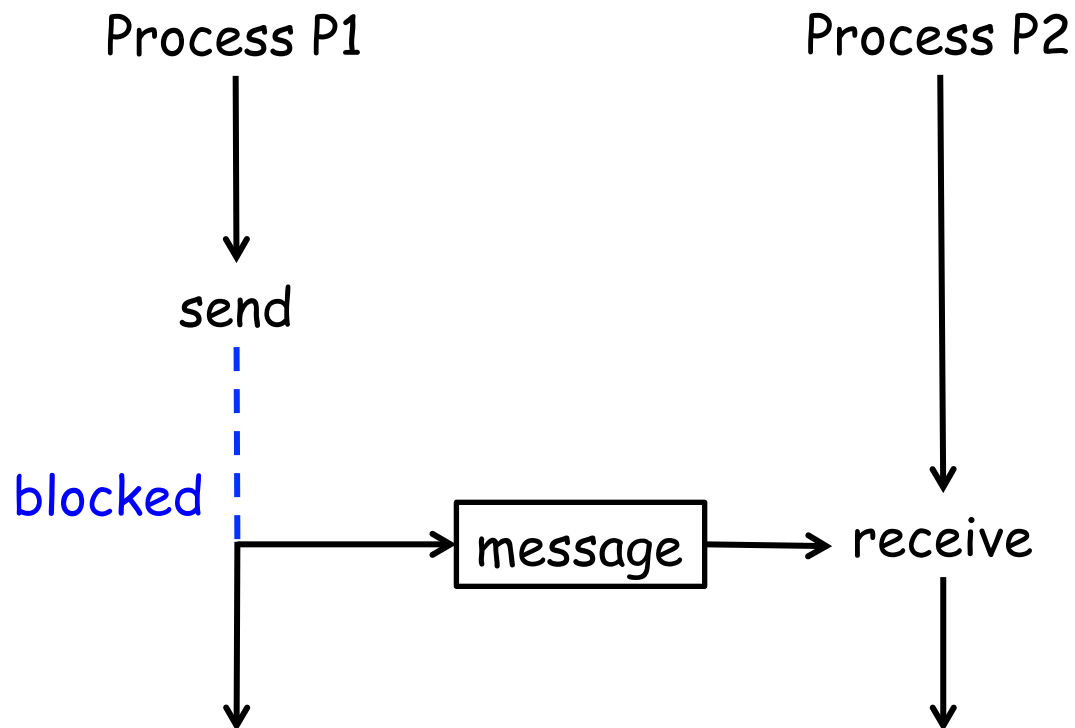 Process P1
Process P2
send
blocked
message
receive